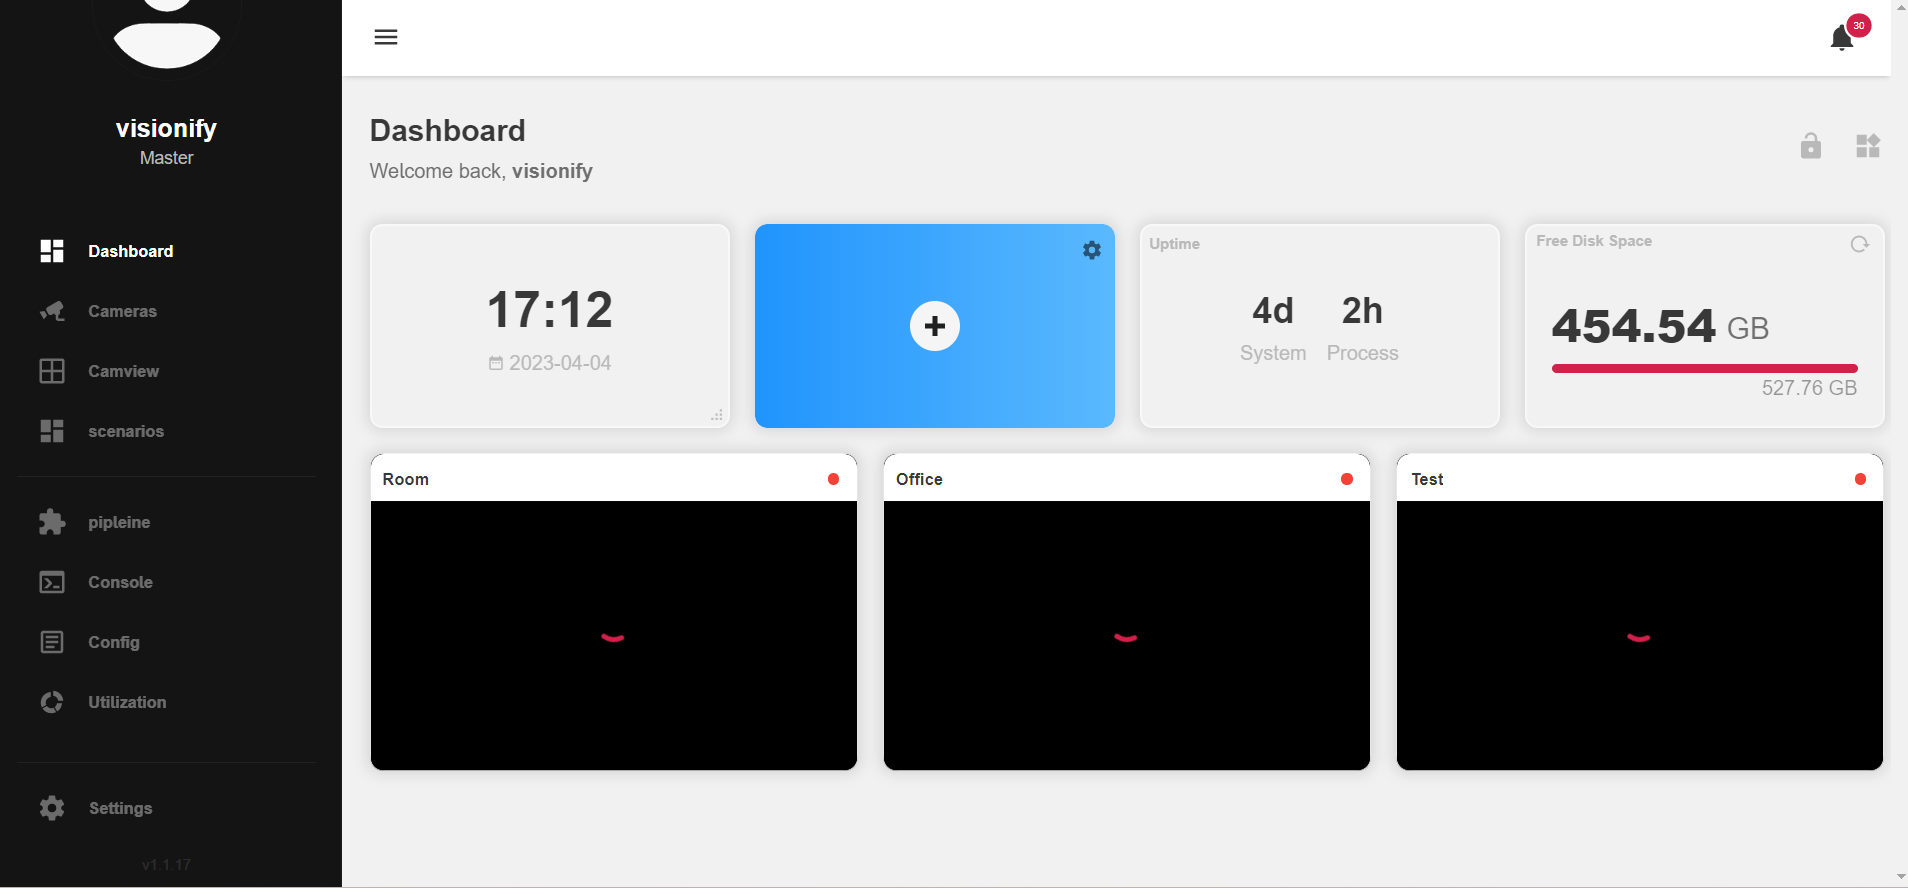 visionify
Master
Dashboard
Cameras
Camview
scenarios
pipleine
Console
Config
Utilization
Settings
v1.1.17
30
Dashboard
Welcome back, visionify
17:12
2023-04-04
Uptime
4d 2h
System Process
Free Disk Space
454.54 GB
527.76 GB
Room
Office
Test